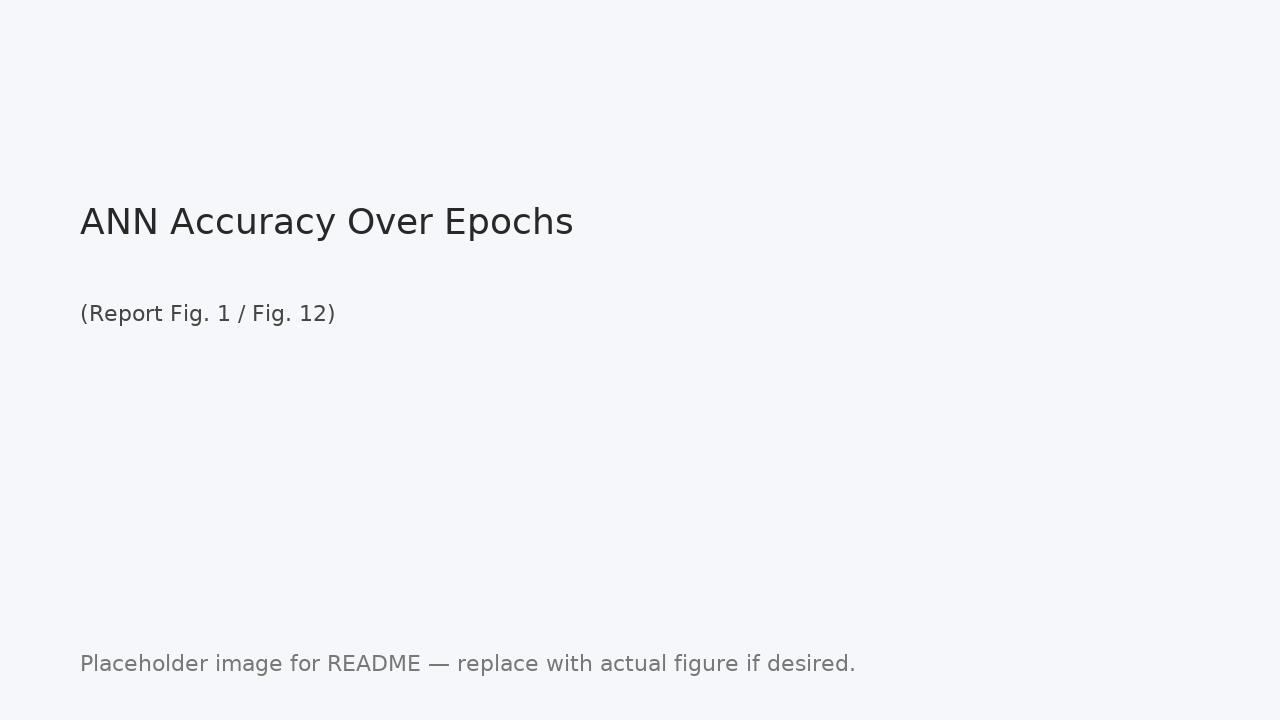 ANN Accuracy Over Epochs
(Report Fig. 1 / Fig. 12)
Placeholder image for README — replace with actual figure if desired.